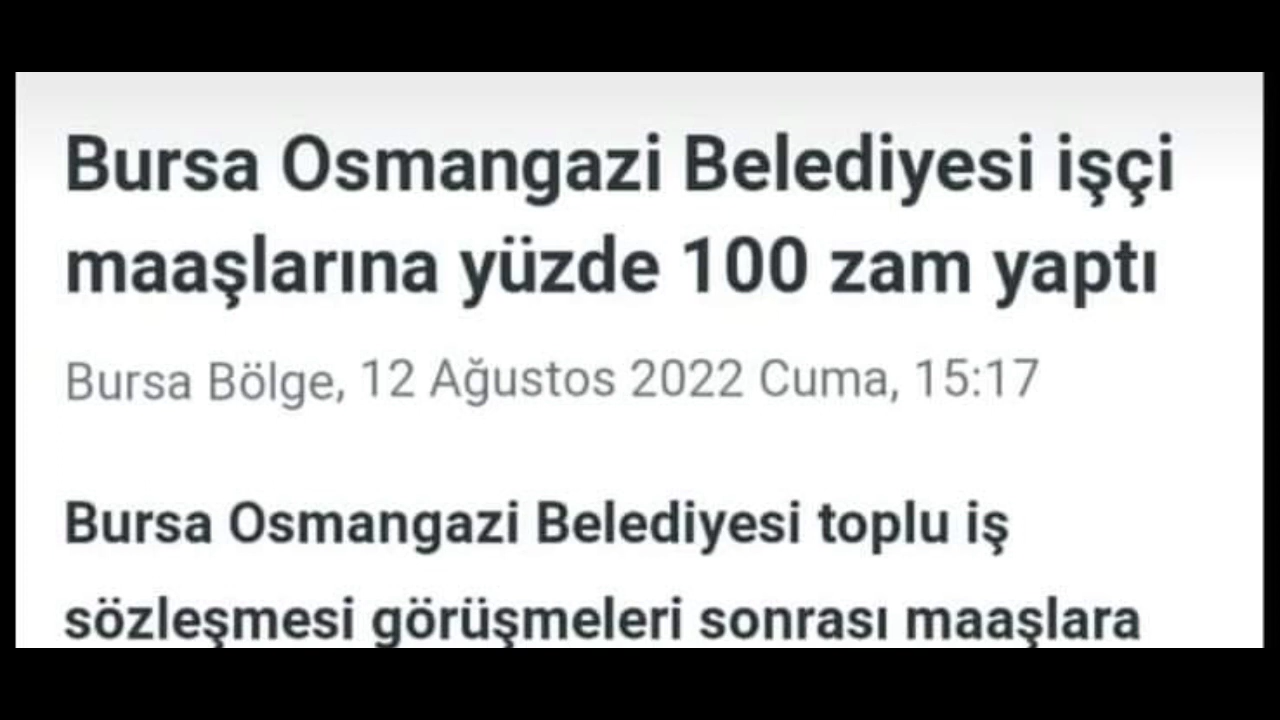 Bursa Osmangazi Belediyesi işçi
maaşlarına yüzde 100 zam yaptı
Bursa Bölge, 12 Ağustos 2022 Cuma, 15:17
Bursa Osmangazi Belediyesi toplu iş
sözleşmesi görüşmeleri sonrası maaşlara